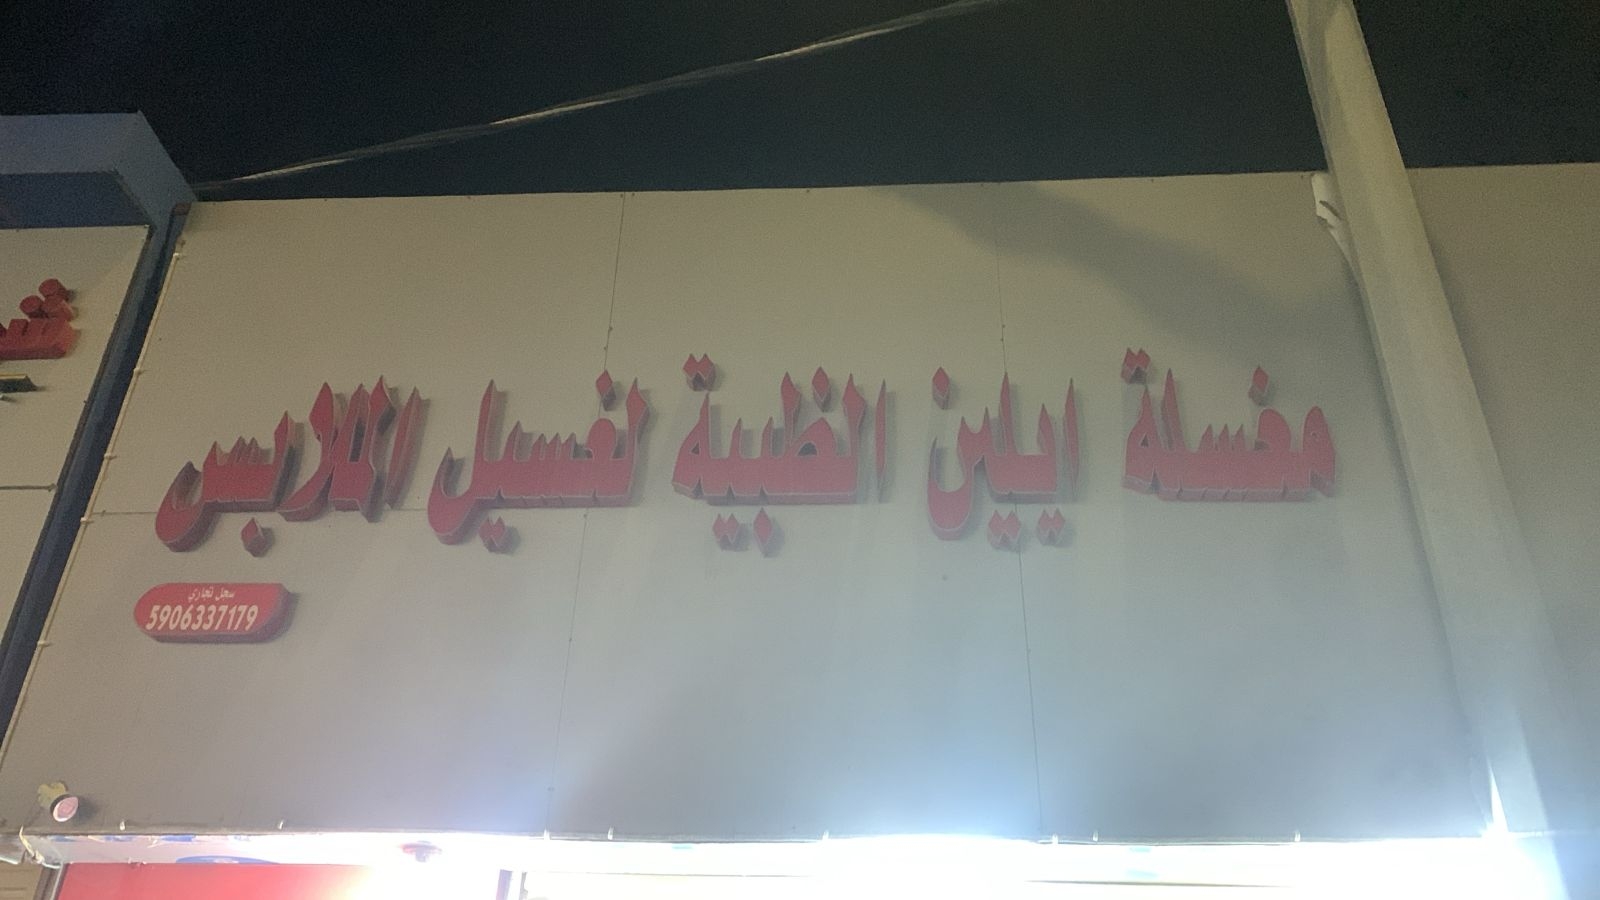 مغسلة ايلين الظبية لغسيل الملابس
سجل تجاري
5906337179